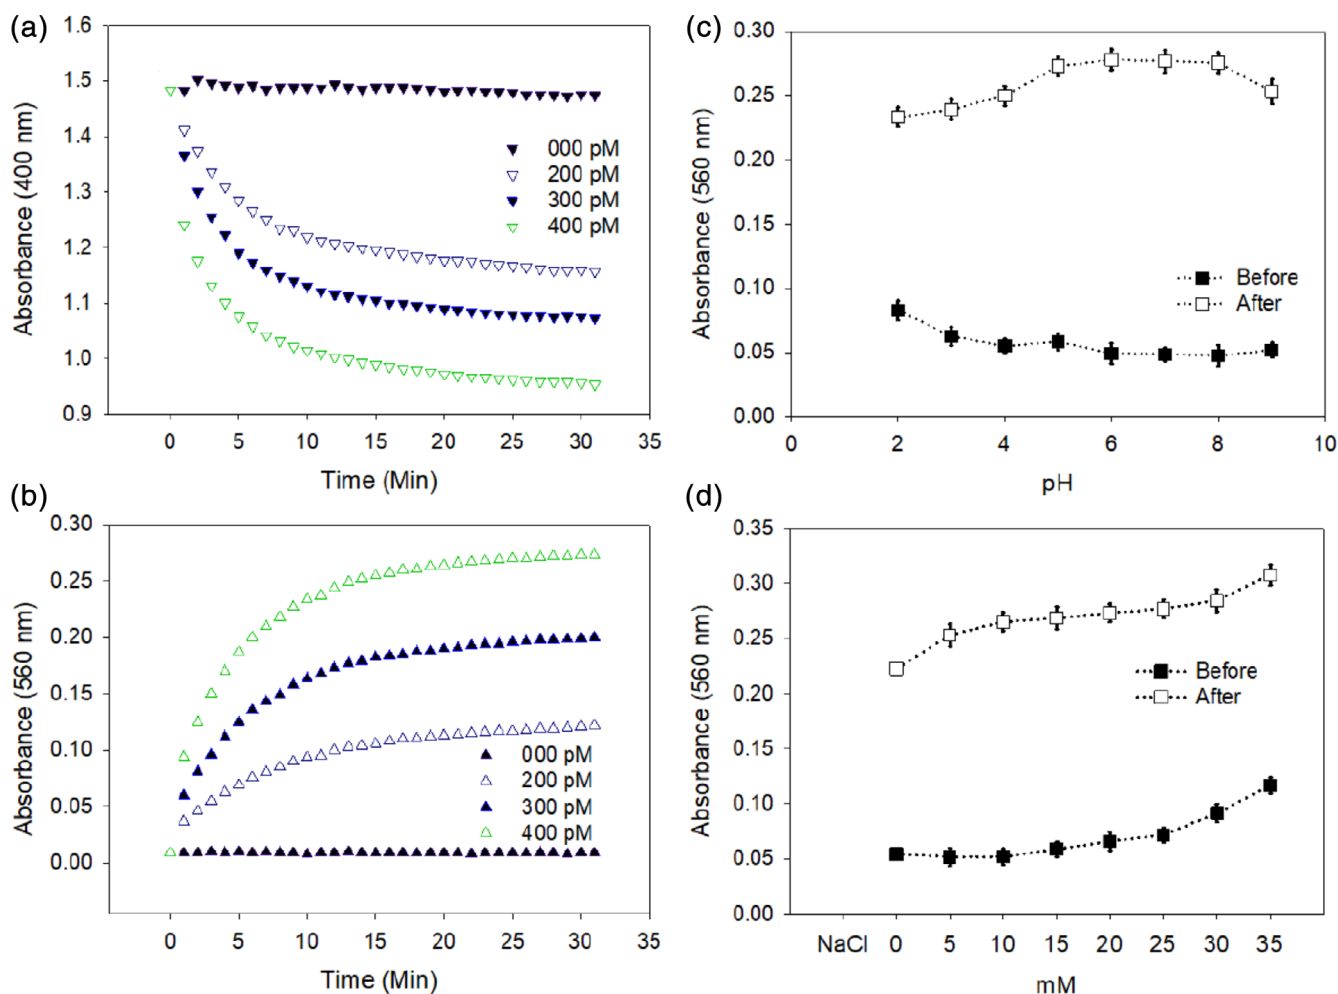 (a)
1.6
1.5
1.4
1.3
1.2
1.1
1.0
0.9
Absorbance (400 nm)
000 pM
200 pM
300 pM
400 pM
0 5 10 15 20 25 30 35
Time (Min)
(c)
0.30
0.25
0.20
0.15
0.10
0.05
0.00
Absorbance (560 nm)
Before
After
0 2 4 6 8 10
pH
(b)
0.30
0.25
0.20
0.15
0.10
0.05
0.00
Absorbance (560 nm)
000 pM
200 pM
300 pM
400 pM
0 5 10 15 20 25 30 35
Time (Min)
(d)
0.35
0.30
0.25
0.20
0.15
0.10
0.05
0.00
Absorbance (560 nm)
Before
After
NaCl 0 5 10 15 20 25 30 35
mM